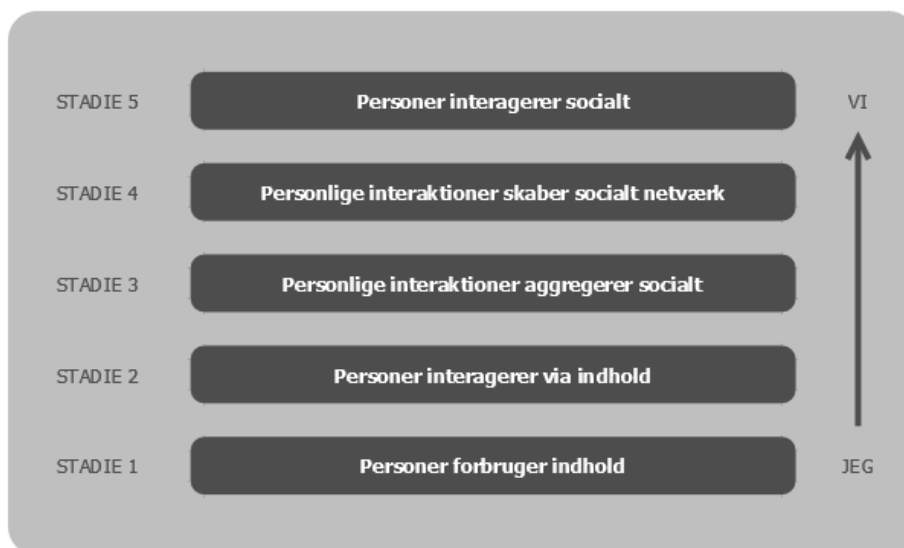 STADIE 5 Personer interagerer socialt VI
STADIE 4 Personlige interaktioner skaber socialt netværk
STADIE 3 Personlige interaktioner aggregerer socialt
STADIE 2 Personer interagerer via indhold
STADIE 1 Personer forbruger indhold JEG